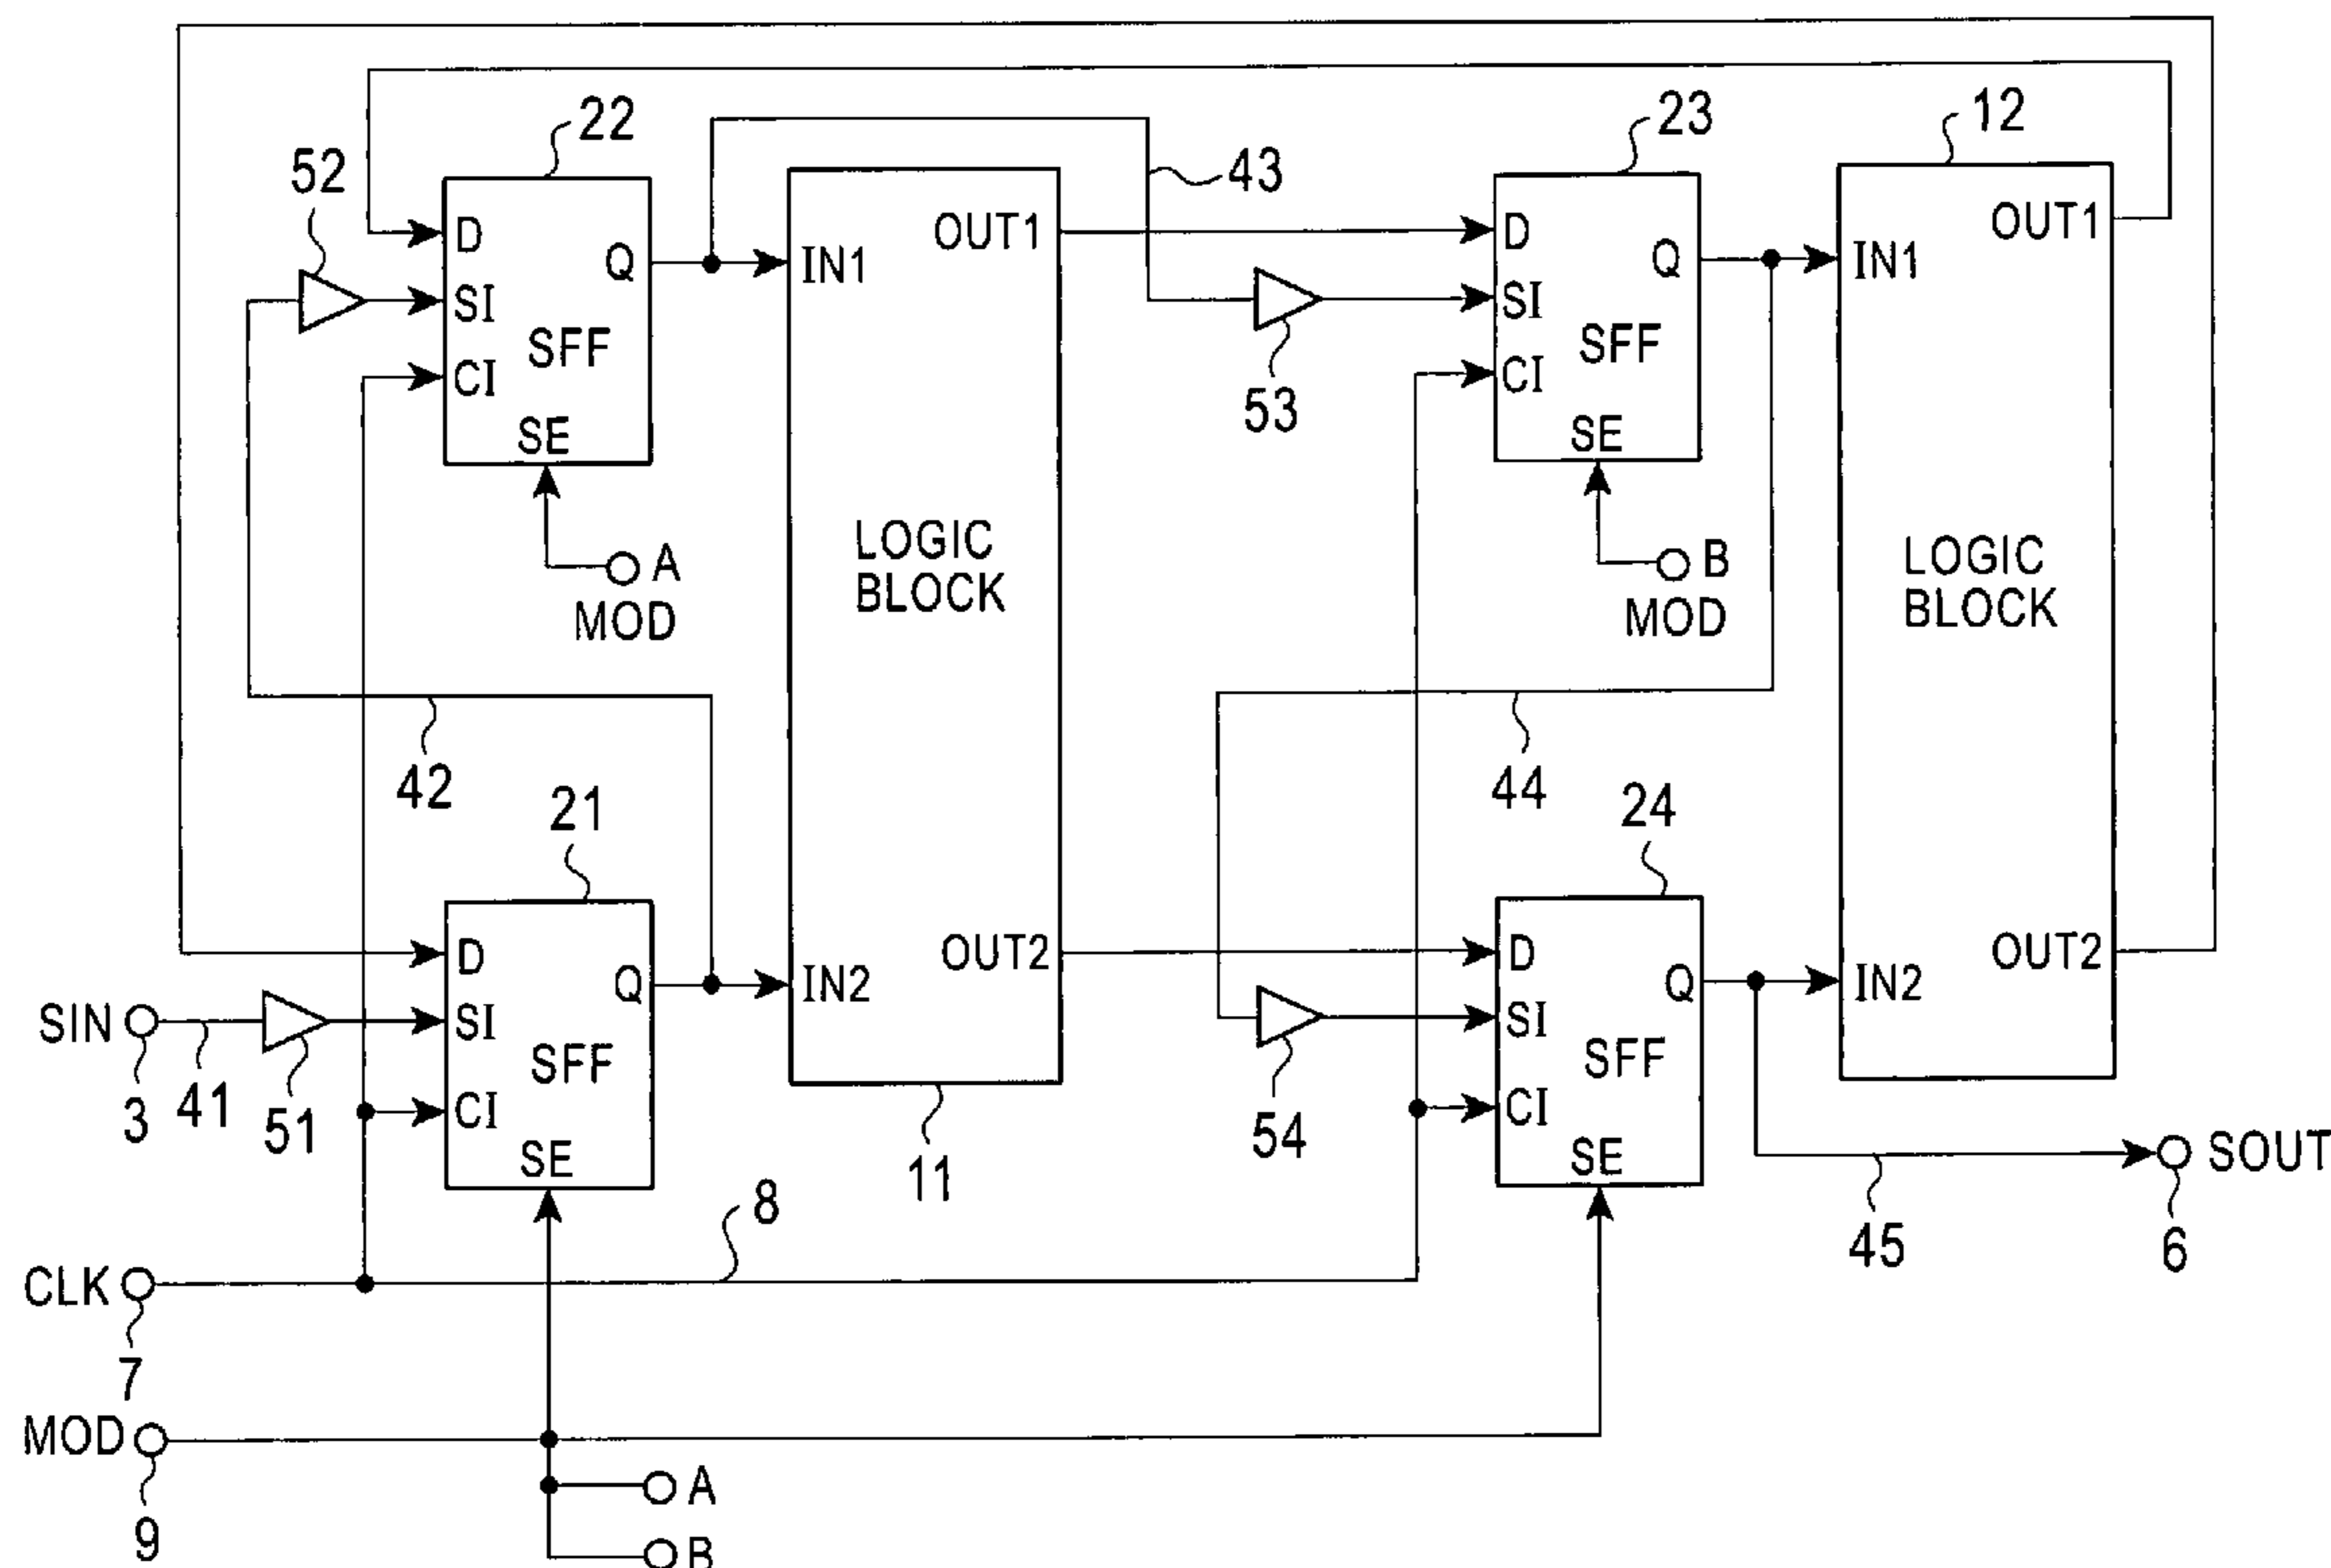 22
23
12
52
43
D
Q
SI
SFF
CI
SE
IN1
OUT1
53
D
Q
SI
SFF
CI
SE
IN1
OUT1
A
MOD
LOGIC
BLOCK
B
MOD
LOGIC
BLOCK
42
44
21
24
D
Q
SI
SFF
CI
SE
IN2
OUT2
D
Q
SI
SFF
CI
SE
IN2
OUT2
SIN
3
41
51
11
54
SOUT
45
6
8
CLK
7
MOD
9
A
B